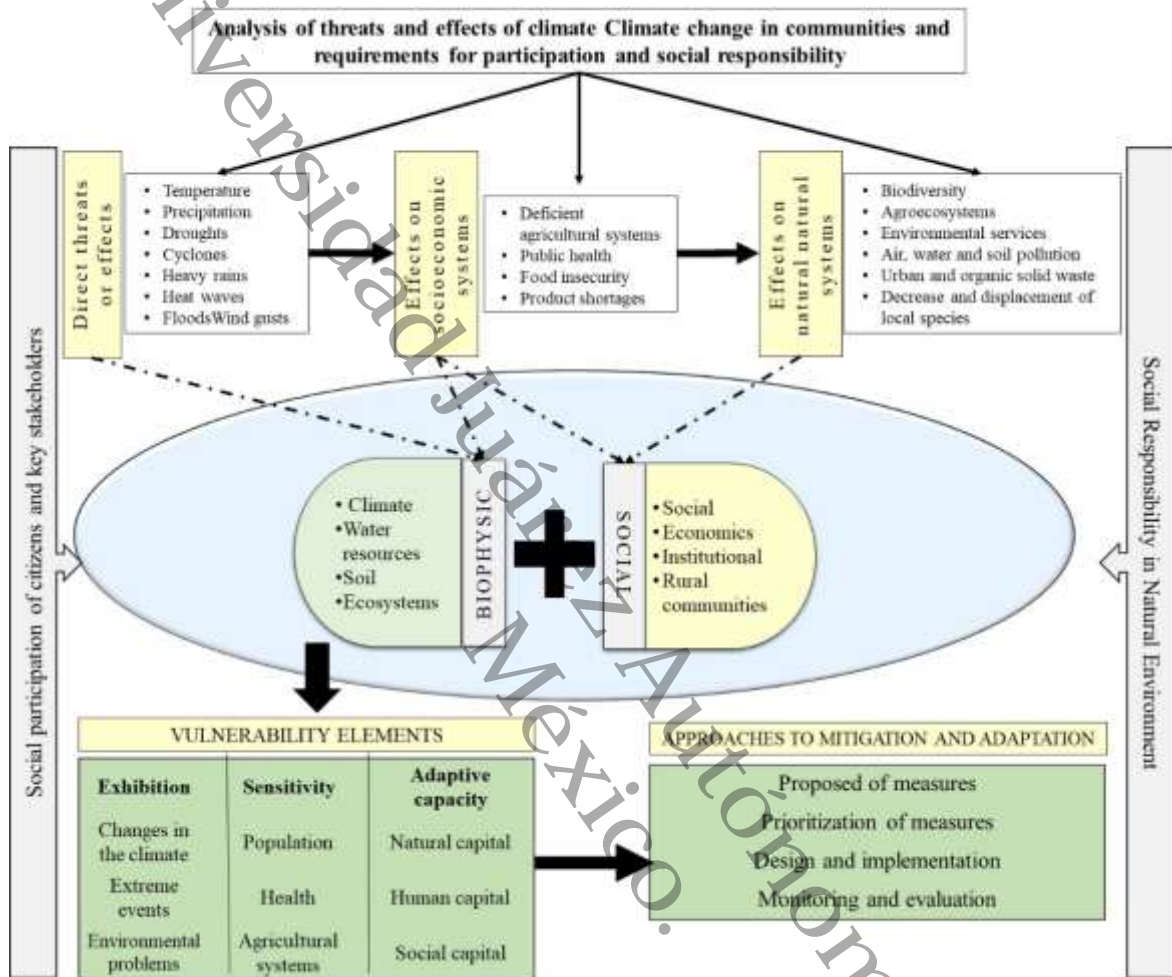 Analysis of threats and effects of climate Climate change in communities and
requirements for participation and social responsibility
Social participation of citizens and key stakeholders
Direct threats
or effects
• Temperature
• Precipitation
• Droughts
• Cyclones
• Heavy rains
• Heat waves
• FloodsWind gusts
Effects on
socioeconomic
systems
• Deficient
agricultural systems
• Public health
• Food insecurity
• Product shortages
Effects on
natural natural
systems
• Biodiversity
• Agroecosystems
• Environmental services
• Air, water and soil pollution
• Urban and organic solid waste
• Decrease and displacement of
local species
Social Responsibility in Natural Environment
• Climate
• Water
resources
• Soil
• Ecosystems
BIOPHYSIC
SOCIAL
• Social
• Economics
• Institutional
• Rural
communities
VULNERABILITY ELEMENTS
Exhibition
Changes in
the climate
Extreme
events
Environmental
problems
Sensitivity
Population
Health
Agricultural
systems
Adaptive
capacity
Natural capital
Human capital
Social capital
APPROACHES TO MITIGATION AND ADAPTATION
Proposed of measures
Prioritization of measures
Design and implementation
Monitoring and evaluation
iversidad Juárez Autónom
México.